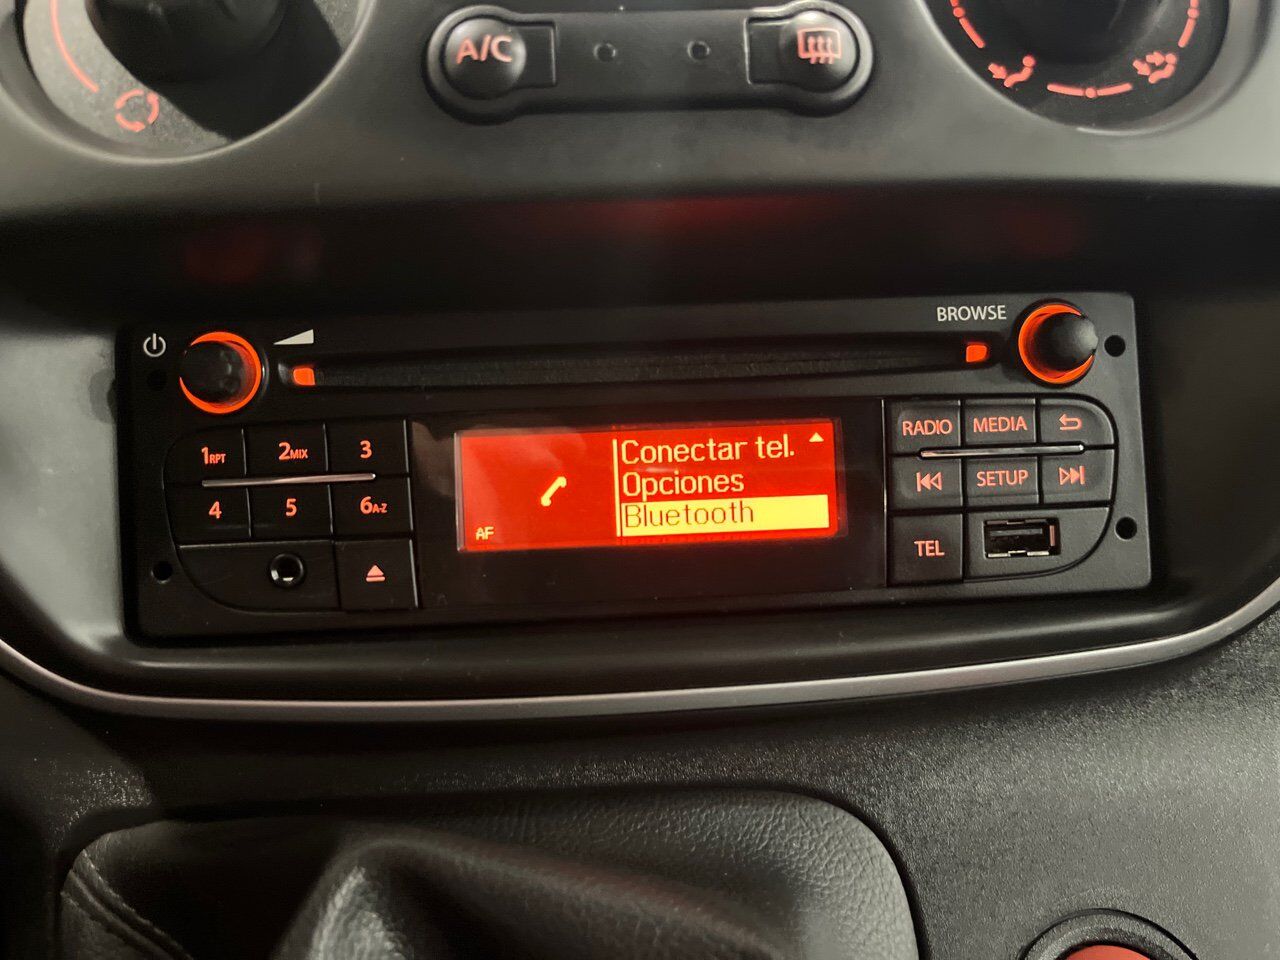 A/C
BROWSE
1RPT 2MIX 3
4 5 6A-Z
Conectar tel.
Opciones
Bluetooth
AF
RADIO MEDIA
SETUP
TEL